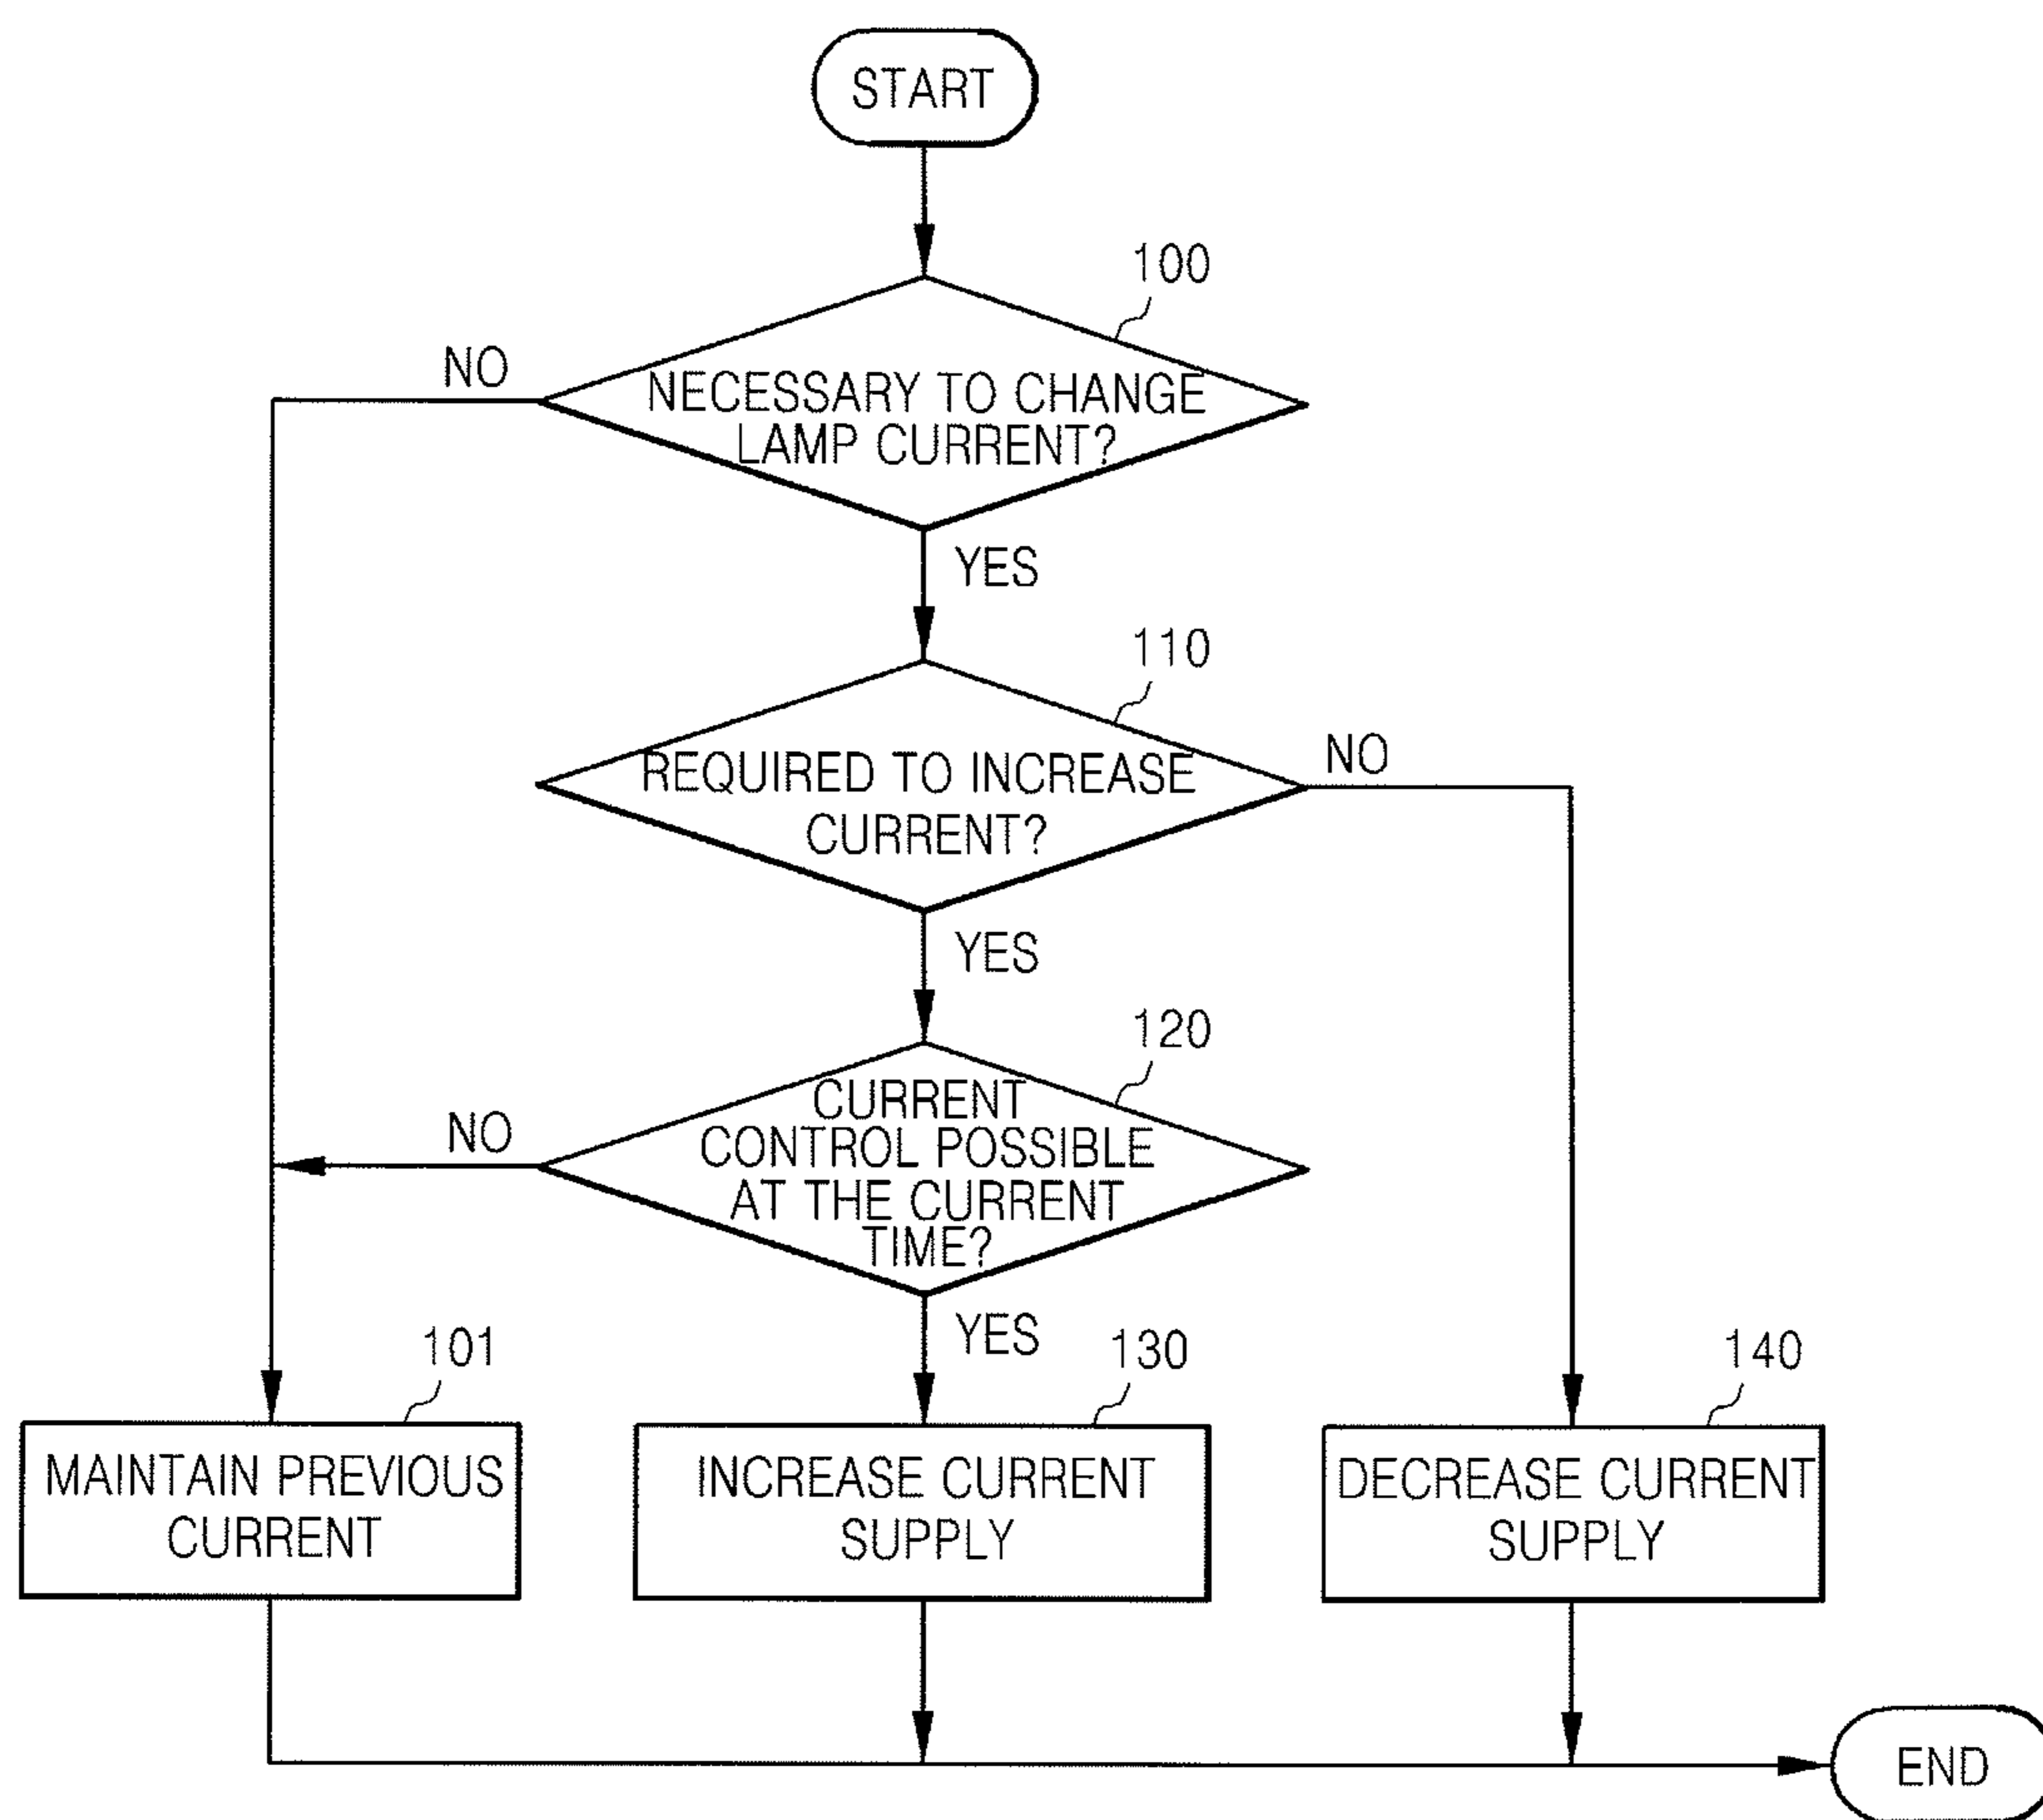 START
100
NO
NECESSARY TO CHANGE
LAMP CURRENT?
YES
110
REQUIRED TO INCREASE
CURRENT?
NO
YES
120
CURRENT
CONTROL POSSIBLE
AT THE CURRENT
TIME?
NO
YES
101
130
140
MAINTAIN PREVIOUS
CURRENT
INCREASE CURRENT
SUPPLY
DECREASE CURRENT
SUPPLY
END